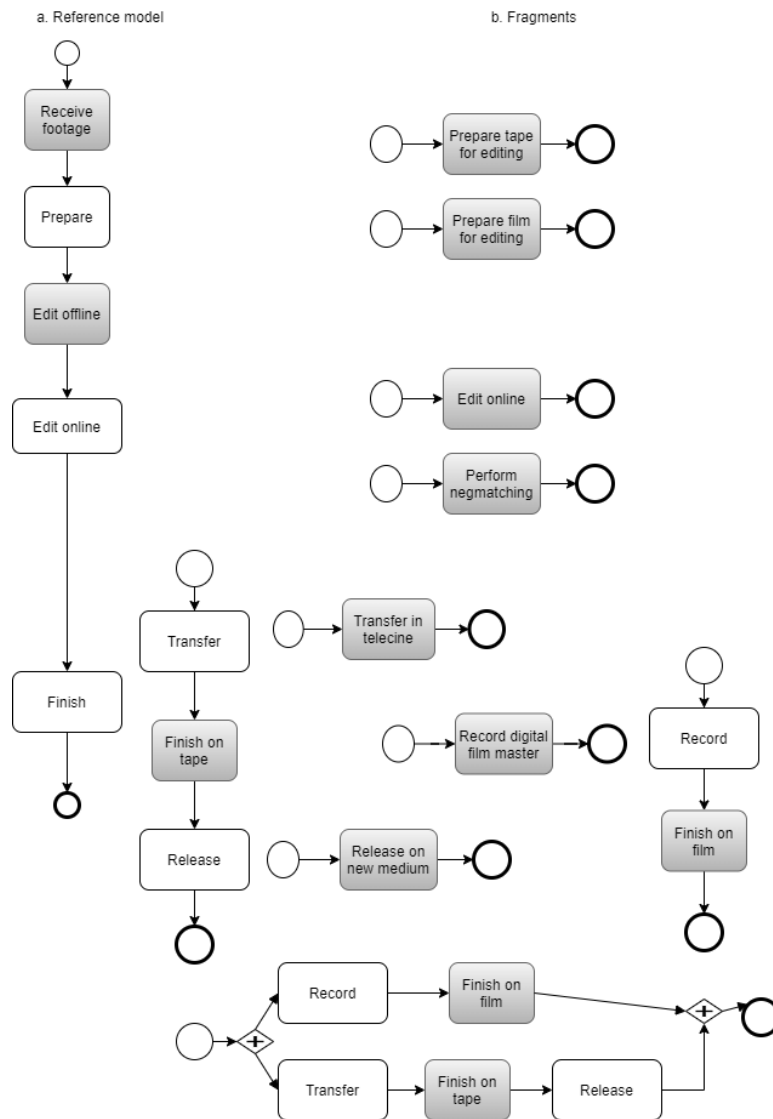 a. Reference model
b. Fragments
Receive
footage
Prepare tape
for editing
Prepare
Prepare film
for editing
Edit offline
Edit online
Edit online
Perform
negmatching
Transfer
Transfer in
telecine
Finish
Finish on
tape
Record digital
film master
Record
Release
Release on
new medium
Finish on
film
Record
Finish on
film
Transfer
Finish on
tape
Release